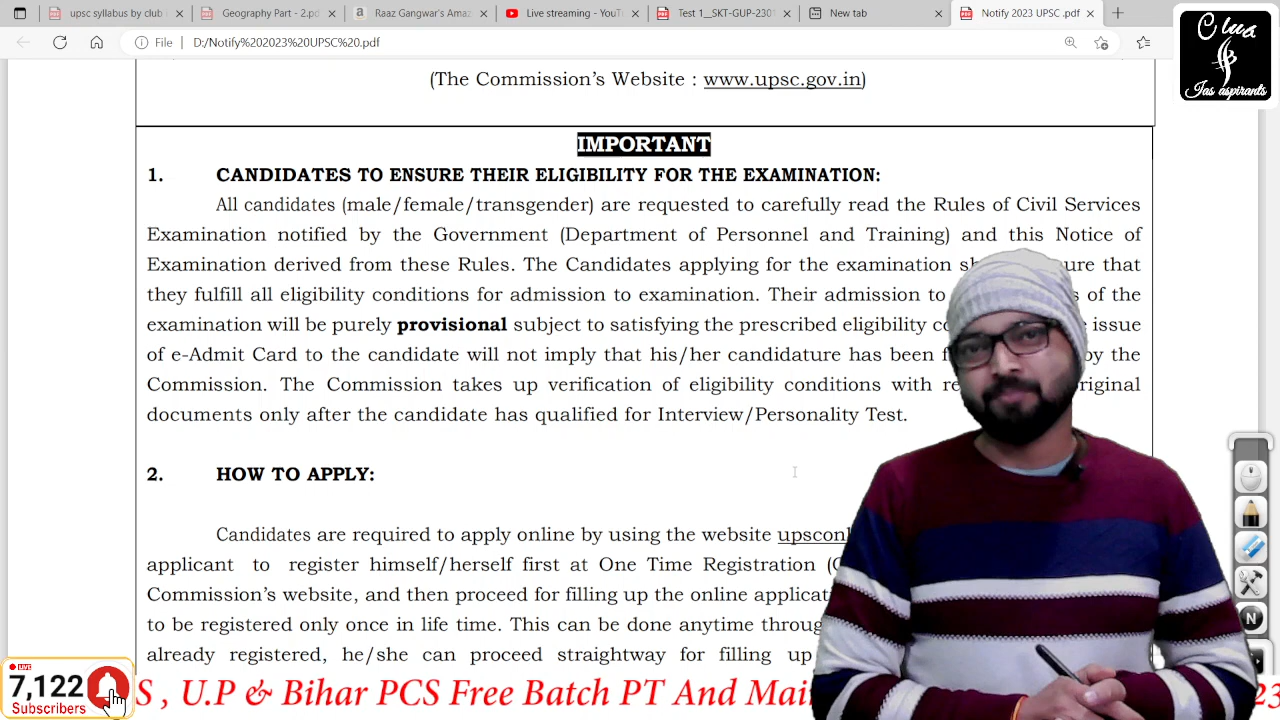 upsc syllabus by club
Geography Part - 2.pd
Raaz Gangwar's Amaz
Live streaming - YouTu
Test 1__SKT-GUP-2301
New tab
Notify 2023 UPSC .pdf
File
D:/Notify%202023%20UPSC%20.pdf
Ias aspirants
(The Commission's Website : www.upsc.gov.in)
IMPORTANT
1. CANDIDATES TO ENSURE THEIR ELIGIBILITY FOR THE EXAMINATION:
All candidates (male/female/transgender) are requested to carefully read the Rules of Civil Services
Examination notified by the Government (Department of Personnel and Training) and this Notice of
Examination derived from these Rules. The Candidates applying for the examination that
they fulfill all eligibility conditions for admission to examination. Their admission to of the
examination will be purely provisional subject to satisfying the prescribed eligibility issue
of e-Admit Card to the candidate will not imply that his/her candidature has been by the
Commission. The Commission takes up verification of eligibility conditions with
documents only after the candidate has qualified for Interview/Personality Test.
2. HOW TO APPLY:
Candidates are required to apply online by using the website
applicant to register himself/herself first at One Time Registration
Commission's website, and then proceed for filling up the online
to be registered only once in life time. This can be done anytime
already registered, he/she can proceed straightway for filling up
LIVE
7,122
Subscribers
S , U.P & Bihar PCS Free Batch PT And
N